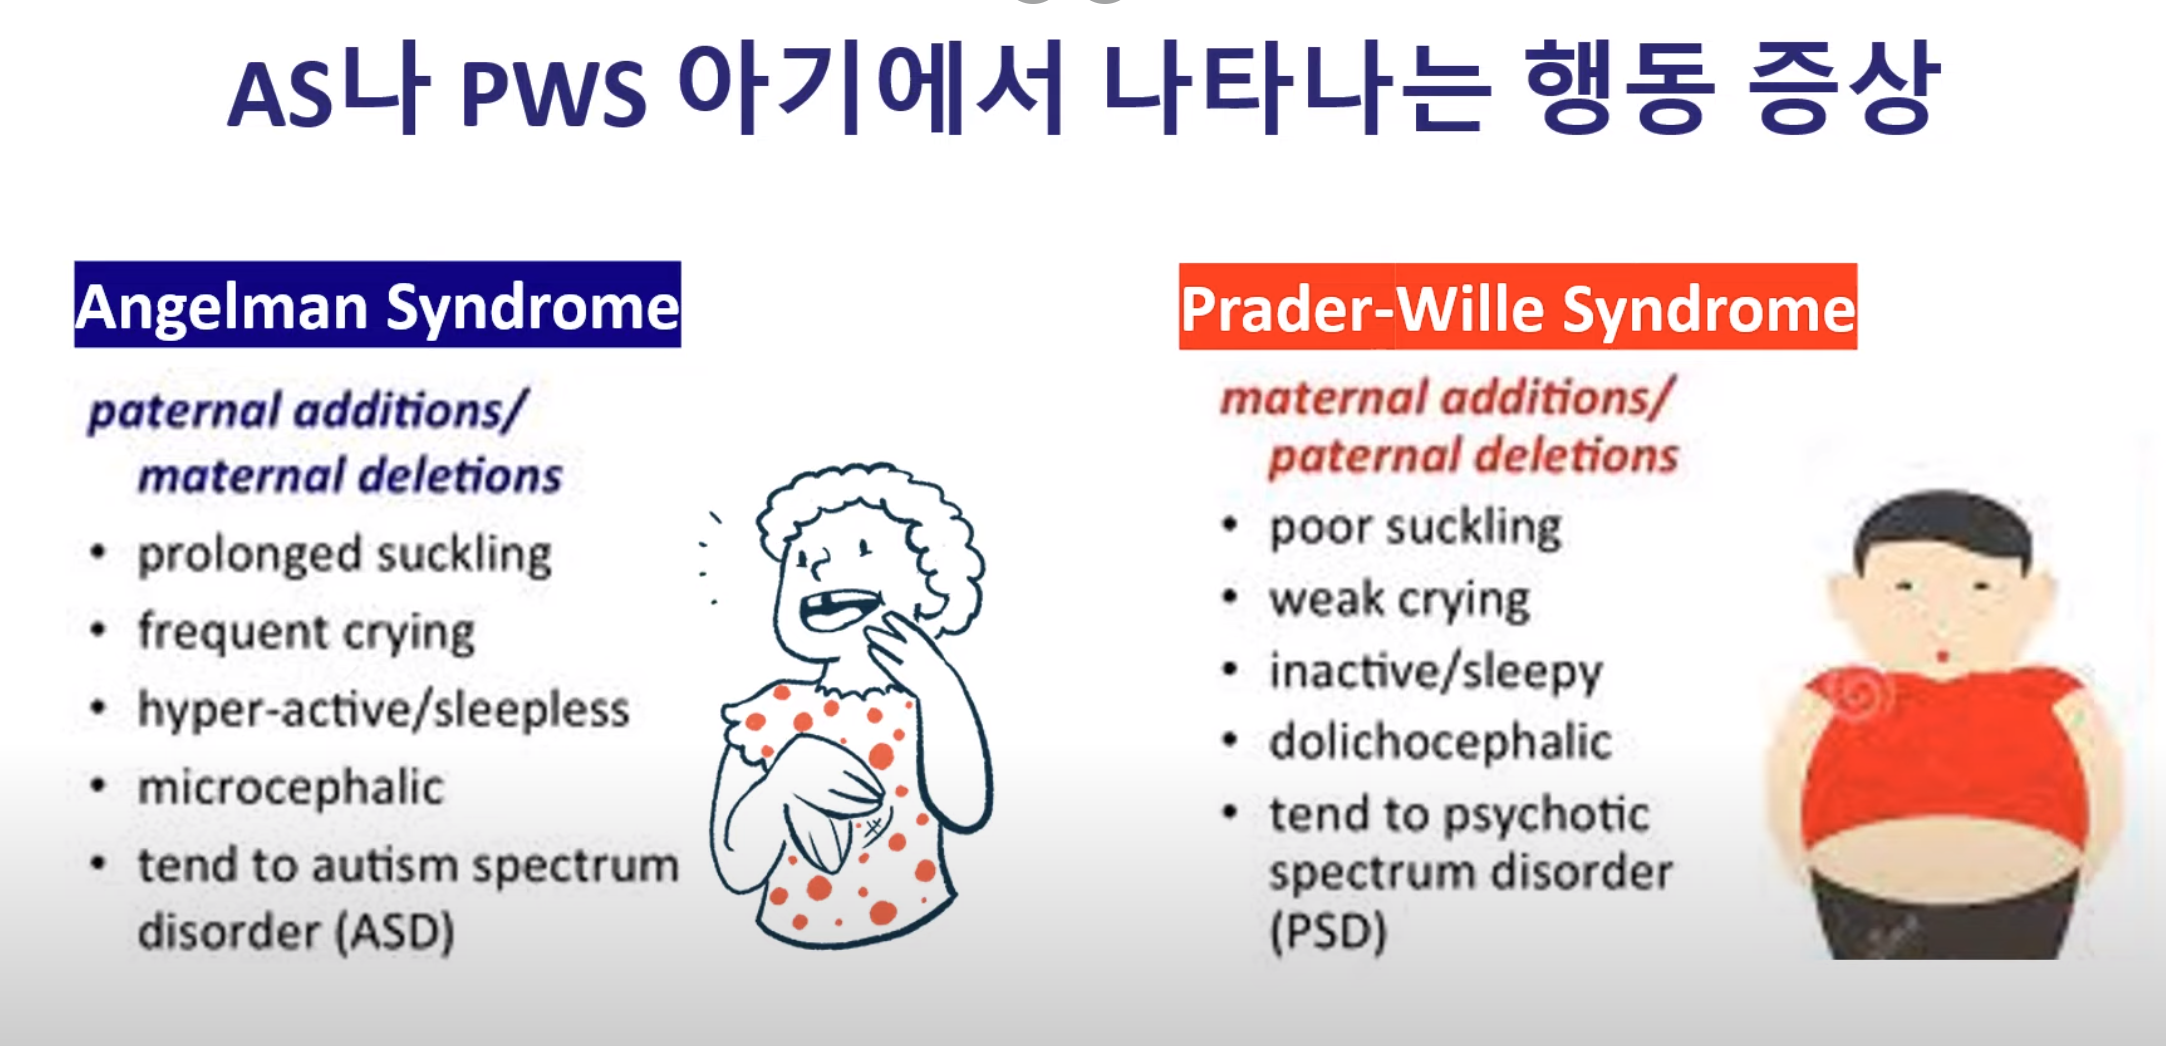 AS나 PWS 아기에서 나타나는 행동 증상
Angelman Syndrome
paternal additions/
maternal deletions
• prolonged suckling
• frequent crying
• hyper-active/sleepless
• microcephalic
• tend to autism spectrum
disorder (ASD)
Prader-Wille Syndrome
maternal additions/
paternal deletions
• poor suckling
• weak crying
• inactive/sleepy
• dolichocephalic
• tend to psychotic
spectrum disorder
(PSD)